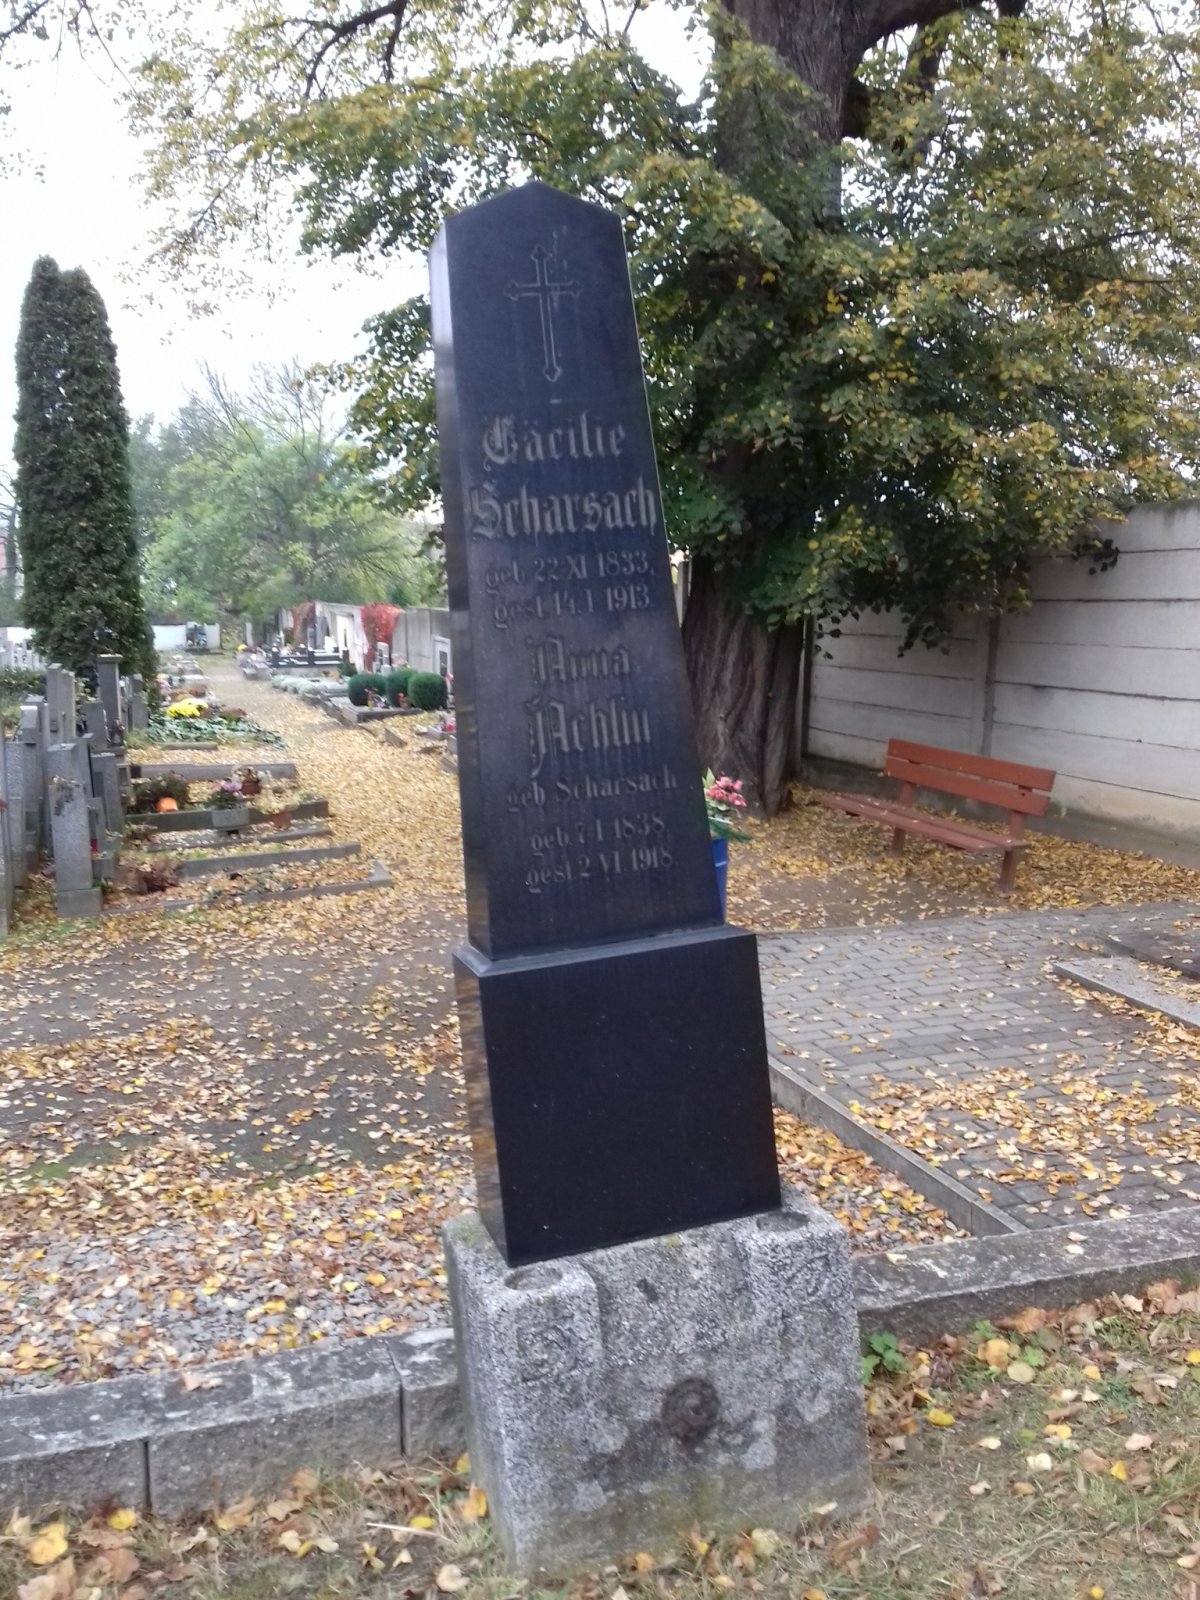 Cäcilie
Scharsach
geb. 22 XI 1833.
gest. 14. I 1913
Anna
Achlin
geb. Scharsach
geb. 7 I 1838.
gest. 2 VI. 1918.